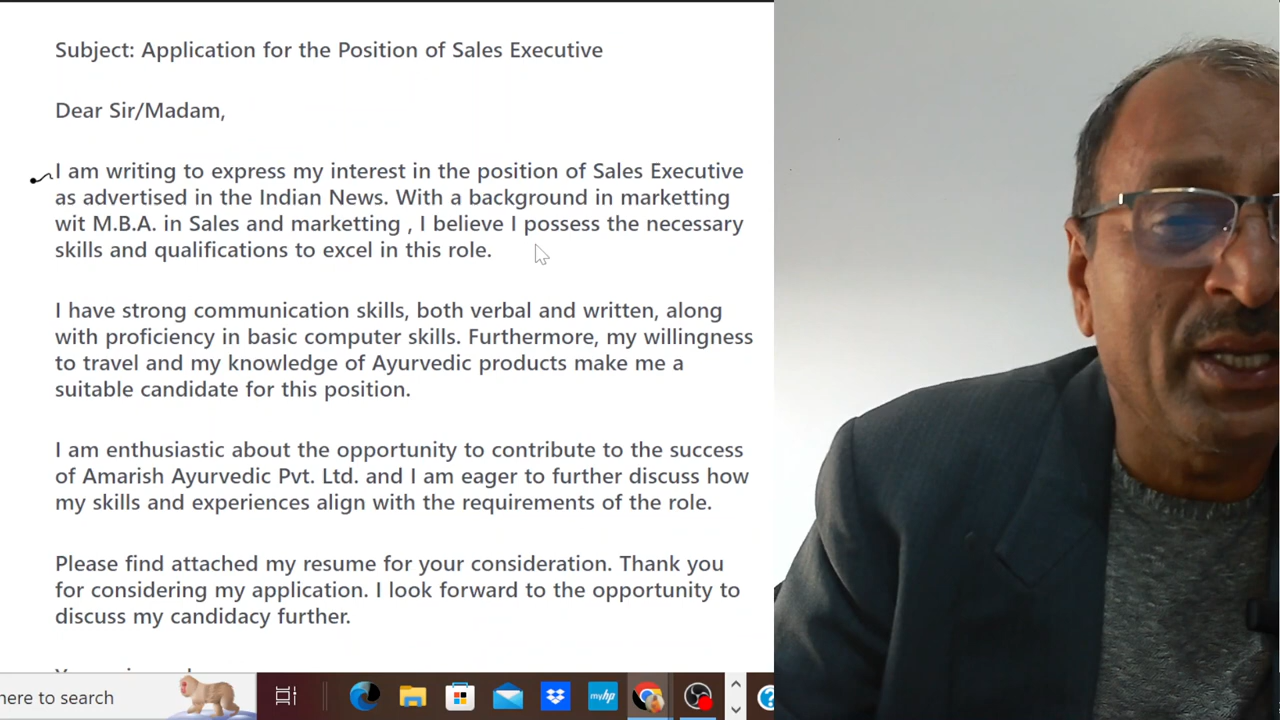 Subject: Application for the Position of Sales Executive
Dear Sir/Madam,
I am writing to express my interest in the position of Sales Executive
as advertised in the Indian News. With a background in marketting
wit M.B.A. in Sales and marketting , I believe I possess the necessary
skills and qualifications to excel in this role.
I have strong communication skills, both verbal and written, along
with proficiency in basic computer skills. Furthermore, my willingness
to travel and my knowledge of Ayurvedic products make me a
suitable candidate for this position.
I am enthusiastic about the opportunity to contribute to the success
of Amarish Ayurvedic Pvt. Ltd. and I am eager to further discuss how
my skills and experiences align with the requirements of the role.
Please find attached my resume for your consideration. Thank you
for considering my application. I look forward to the opportunity to
discuss my candidacy further.
here to search
myhp